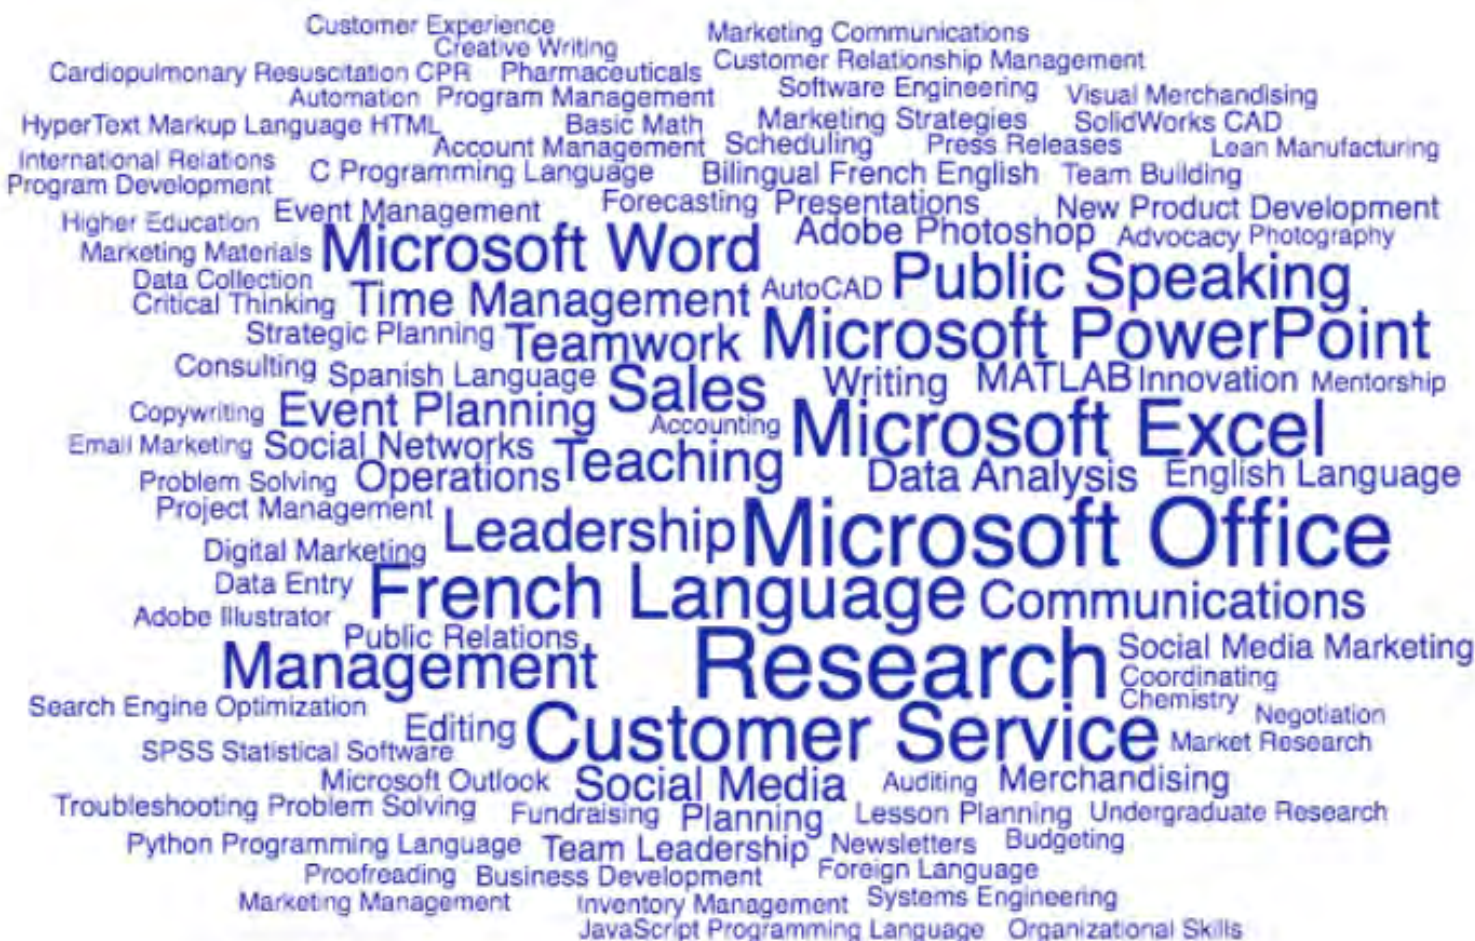 Customer Experience
Marketing Communications
Creative Writing
Customer Relationship Management
Cardiopulmonary Resuscitation CPR
Pharmaceuticals
Automation
Program Management
Software Engineering
Visual Merchandising
HyperText Markup Language HTML
Basic Math
Marketing Strategies
SolidWorks CAD
Account Management
Scheduling
Press Releases
Lean Manufacturing
International Relations
C Programming Language
Bilingual French English
Team Building
Program Development
Higher Education
Event Management
Forecasting
Presentations
New Product Development
Marketing Materials
Microsoft Word
Adobe Photoshop
Advocacy
Photography
Data Collection
Critical Thinking
Time Management
AutoCAD
Public Speaking
Strategic Planning
Teamwork
Microsoft PowerPoint
Consulting
Spanish Language
Sales
Writing
MATLAB
Innovation
Mentorship
Copywriting
Event Planning
Accounting
Microsoft Excel
Email Marketing
Social Networks
Teaching
Problem Solving
Operations
Data Analysis
English Language
Project Management
Leadership
Microsoft Office
Digital Marketing
Data Entry
French Language
Communications
Adobe Illustrator
Public Relations
Management
Research
Social Media Marketing
Coordinating
Chemistry
Search Engine Optimization
Editing
Customer Service
Negotiation
Market Research
SPSS Statistical Software
Microsoft Outlook
Social Media
Auditing
Merchandising
Troubleshooting Problem Solving
Fundraising
Planning
Lesson Planning
Undergraduate Research
Python Programming Language
Team Leadership
Newsletters
Budgeting
Proofreading
Business Development
Foreign Language
Marketing Management
Inventory Management
Systems Engineering
JavaScript Programming Language
Organizational Skills